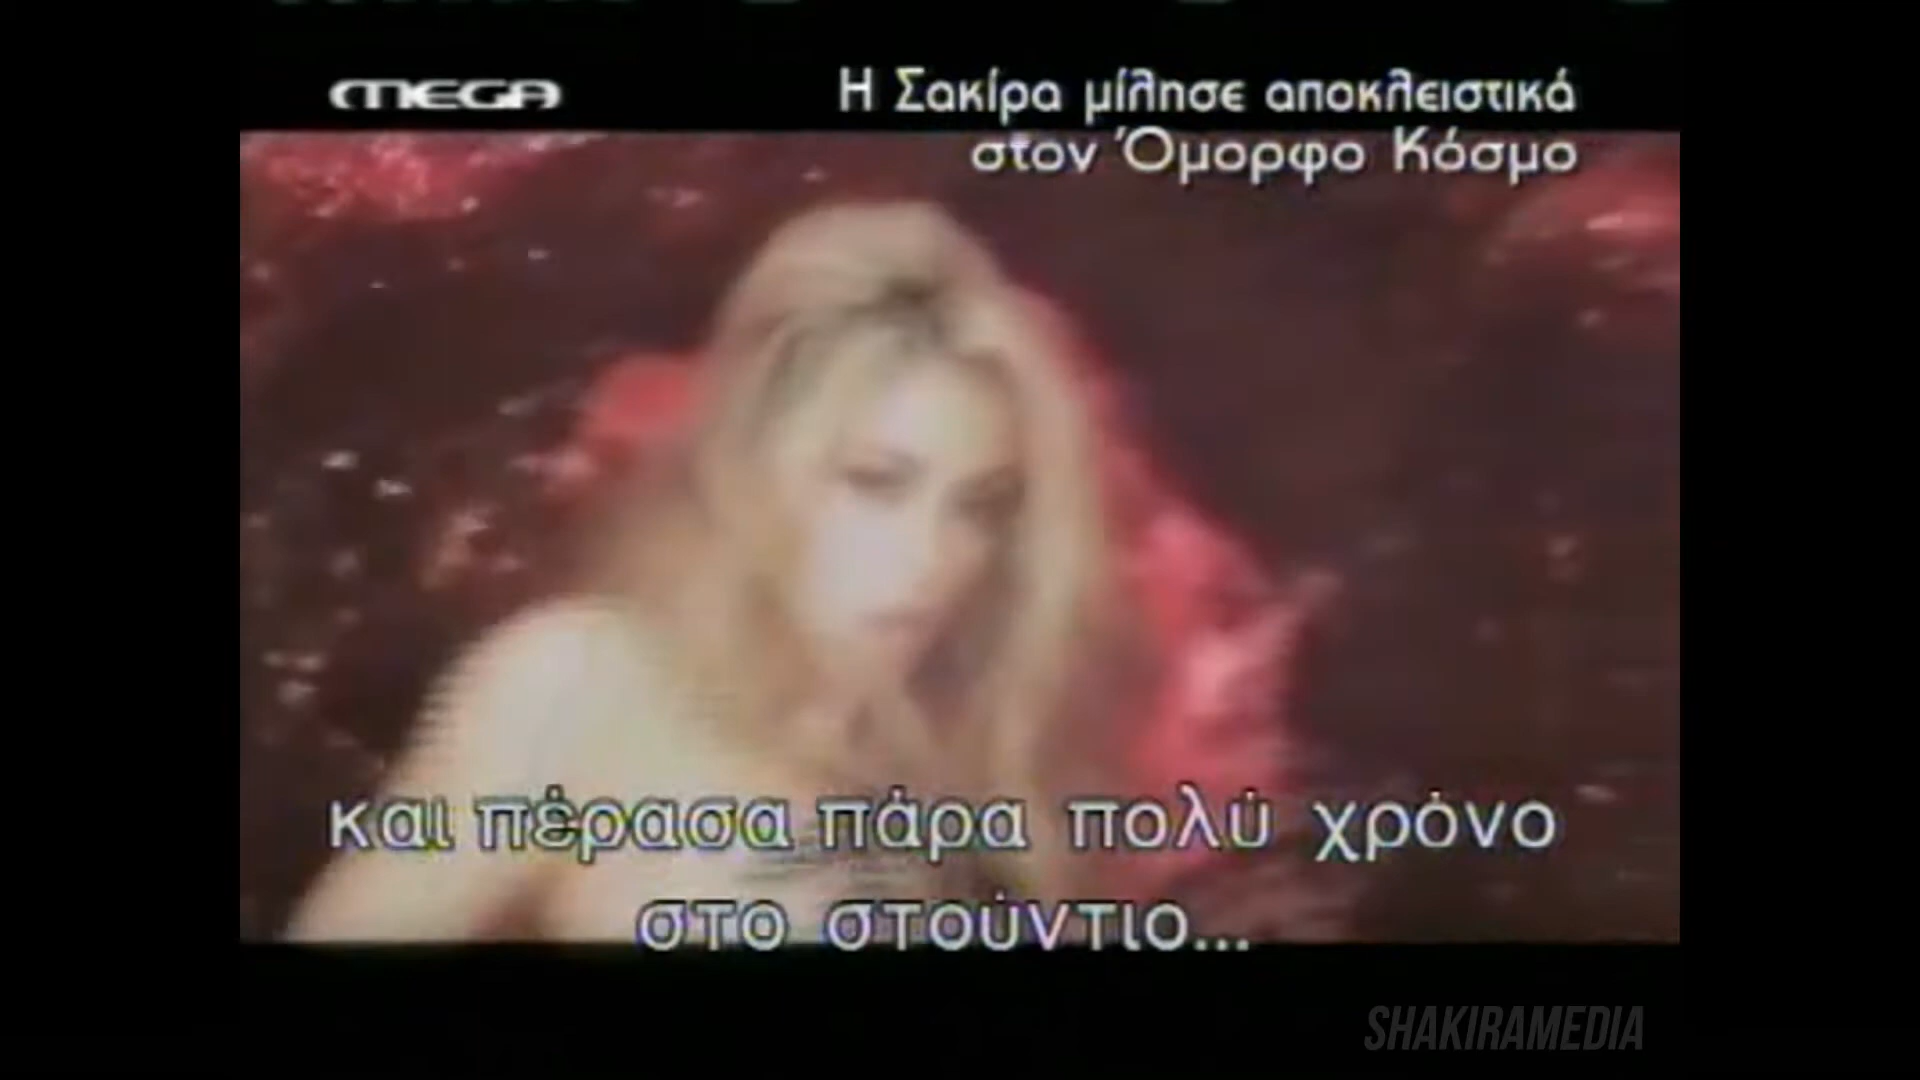 MEGA
Η Σακίρα μίλησε αποκλειστικά
στον Όμορφο Κόσμο
και πέρασα πάρα πολύ χρόνο
στο στούντιο...
SHAKIRAMEDIA